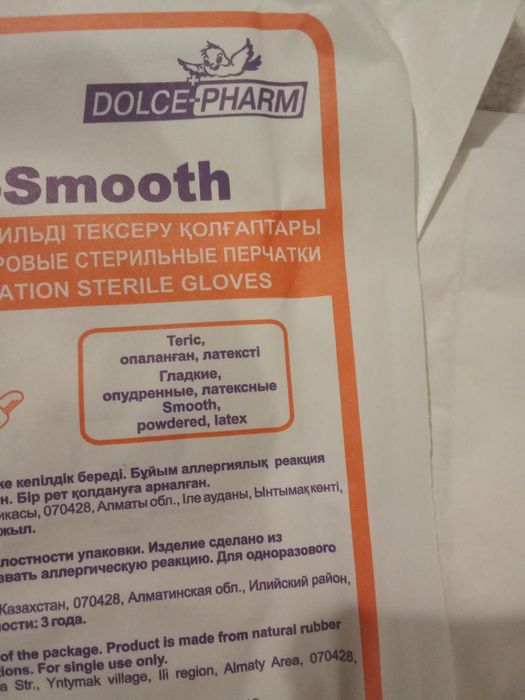 DOLCE-PHARM
-Smooth
ИЛЬДІ ТЕКСЕРУ ҚОЛҒАПТАРЫ
РОВЫЕ СТЕРИЛЬНЫЕ ПЕРЧАТКИ
ATION STERILE GLOVES
Тегіс,
опаланған, латексті
Гладкие,
опудренные, латексные
Smooth,
powdered, latex
ке кепілдік береді. Бұйым аллергиялық реакция
н. Бір рет қолдануға арналған.
икасы, 070428, Алматы обл., Іле ауданы, Ынтымақ кенті,
жыл.
лостности упаковки. Изделие сделано из
звать аллергическую реакцию. Для одноразового
Казахстан, 070428, Алматинская обл., Илийский район,
ости: 3 года.
of the package. Product is made from natural rubber
tions. For single use only.
a Str., Yntymak village, Ili region, Almaty Area, 070428,